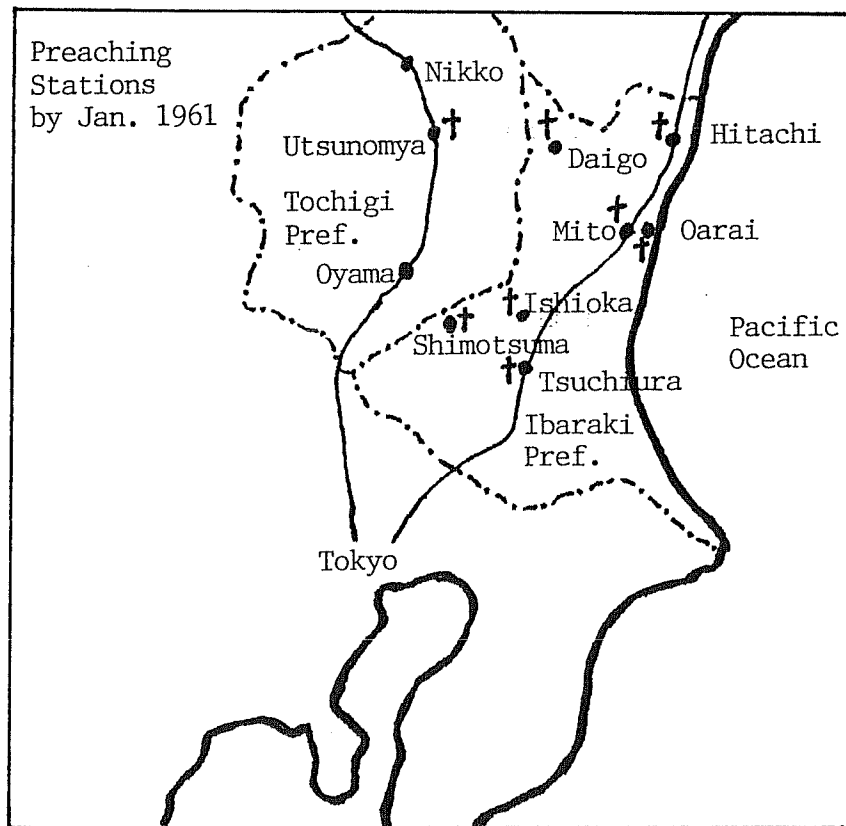 Preaching
Stations
by Jan. 1961
Nikko
Utsunomya
Daigo
Hitachi
Tochigi
Pref.
Mito
Oarai
Oyama
Ishioka
Shimotsuma
Pacific
Ocean
Tsuchiura
Ibaraki
Pref.
Tokyo